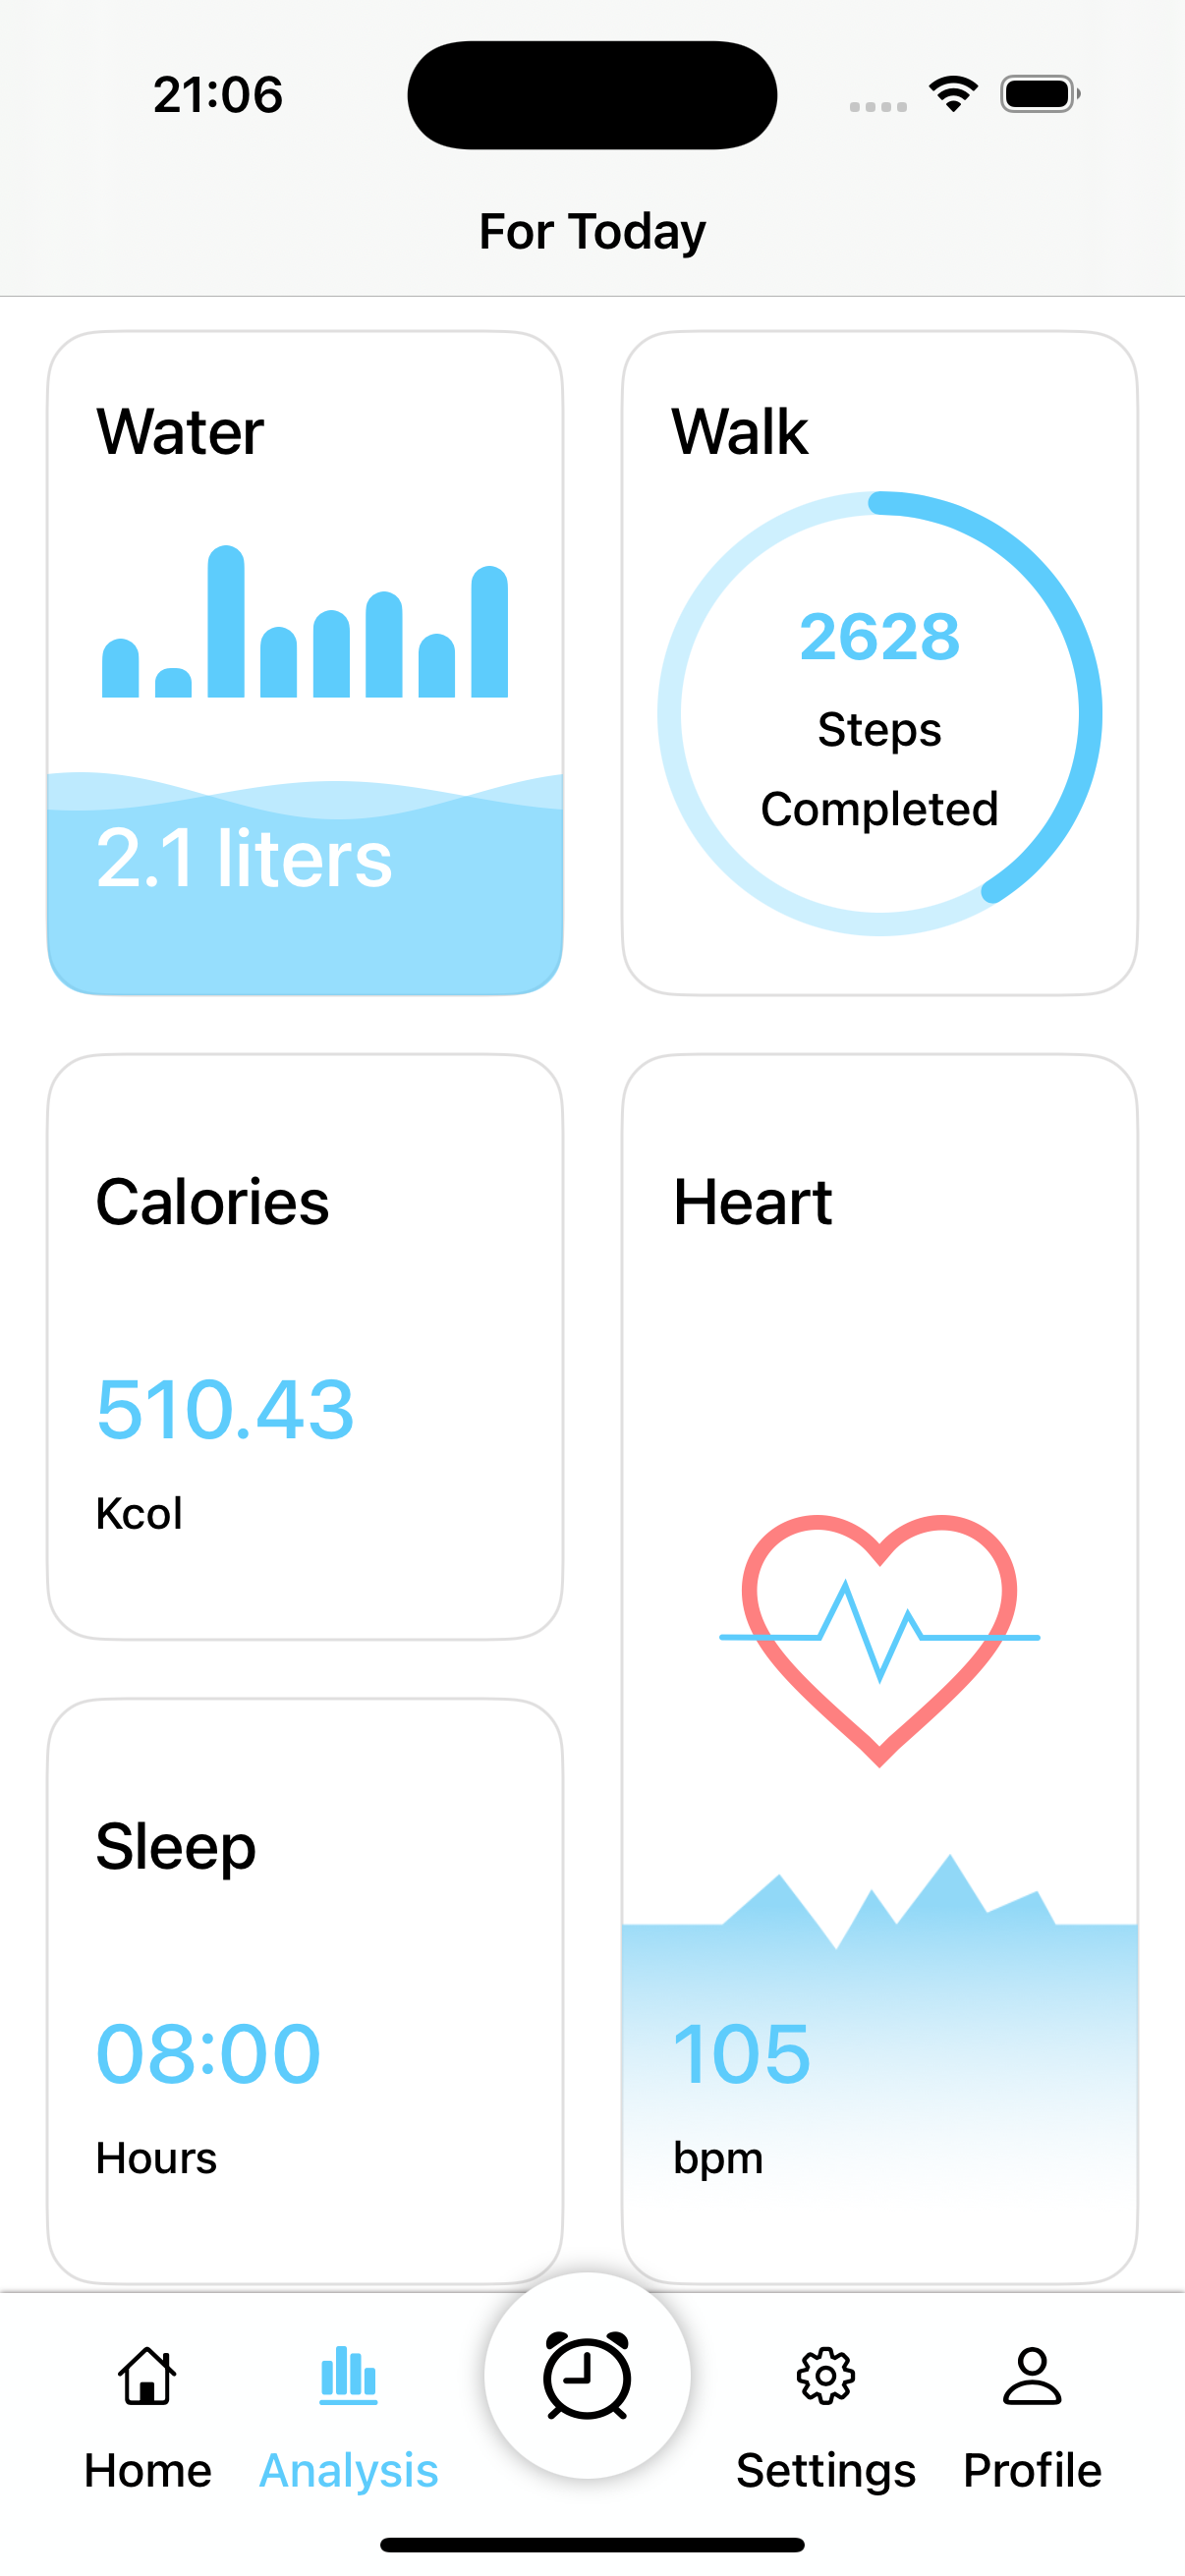 21:06
For Today
Water
2.1 liters
Walk
2628
Steps
Completed
Calories
510.43
Kcol
Heart
105
bpm
Sleep
08:00
Hours
Home
Analysis
Settings
Profile